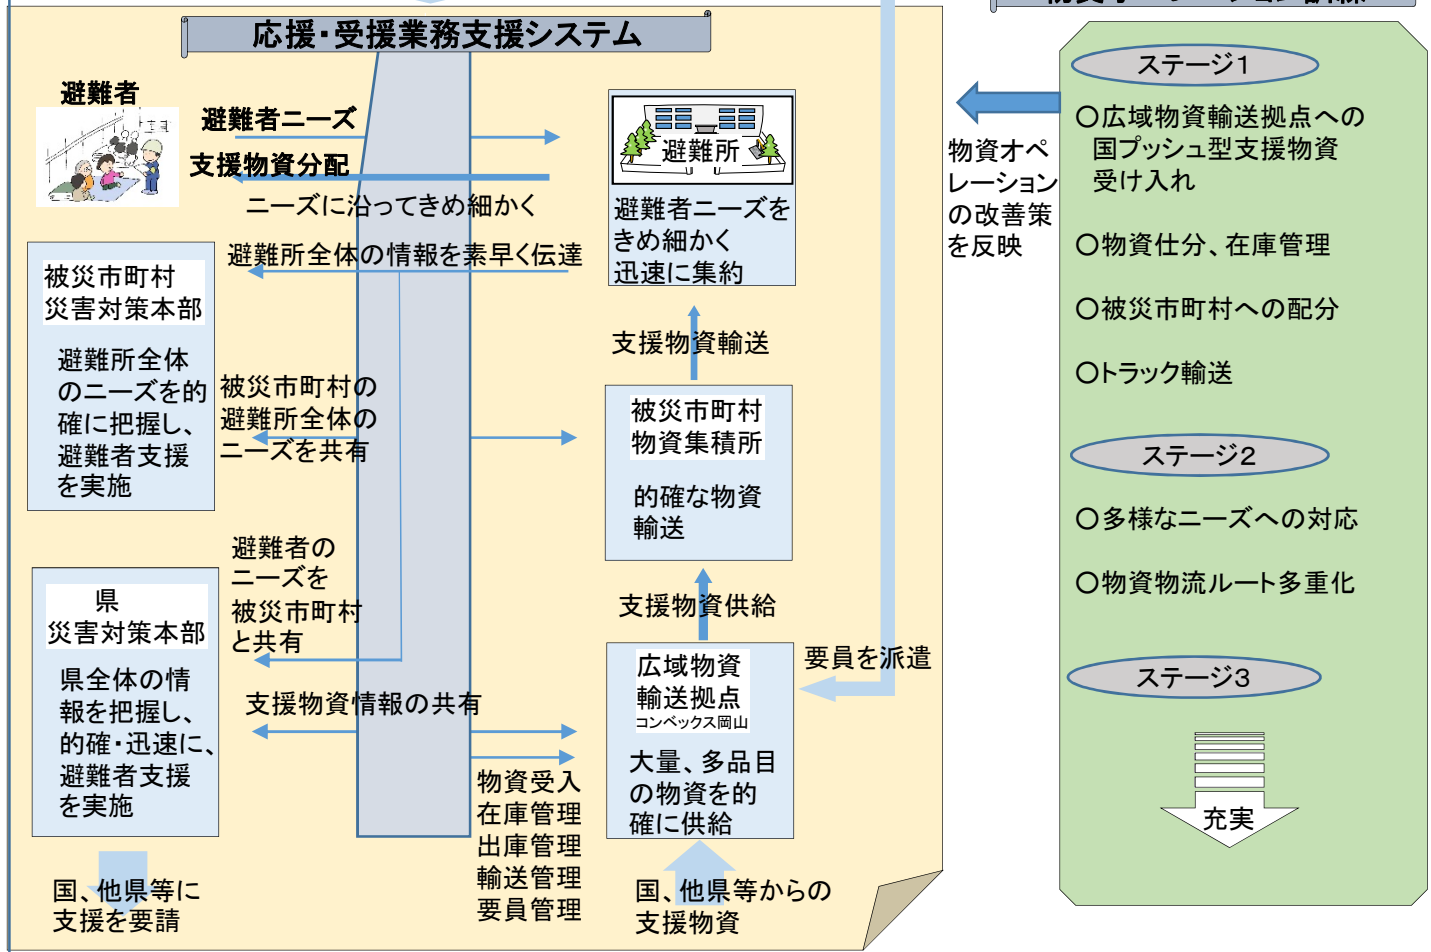 応援・受援業務支援システム
避難者
避難者ニーズ
支援物資分配
ニーズに沿ってきめ細かく
避難所
避難者ニーズを
きめ細かく
迅速に集約
避難所全体の情報を素早く伝達
被災市町村
災害対策本部
避難所全体
のニーズを的
確に把握し、
避難者支援
を実施
支援物資輸送
被災市町村の
避難所全体の
ニーズを共有
被災市町村
物資集積所
的確な物資
輸送
避難者の
ニーズを
被災市町村
と共有
支援物資供給
県
災害対策本部
県全体の情
報を把握し、
的確・迅速に、
避難者支援
を実施
支援物資情報の共有
広域物資
輸送拠点
コンベックス岡山
大量、多品目
の物資を的
確に供給
要員を派遣
物資受入
在庫管理
出庫管理
輸送管理
要員管理
国、他県等に
支援を要請
国、他県等からの
支援物資
物資オペ
レーション
の改善策
を反映
ステージ1
〇広域物資輸送拠点への
国プッシュ型支援物資
受け入れ
〇物資仕分、在庫管理
〇被災市町村への配分
〇トラック輸送
ステージ2
〇多様なニーズへの対応
〇物資物流ルート多重化
ステージ3
充実